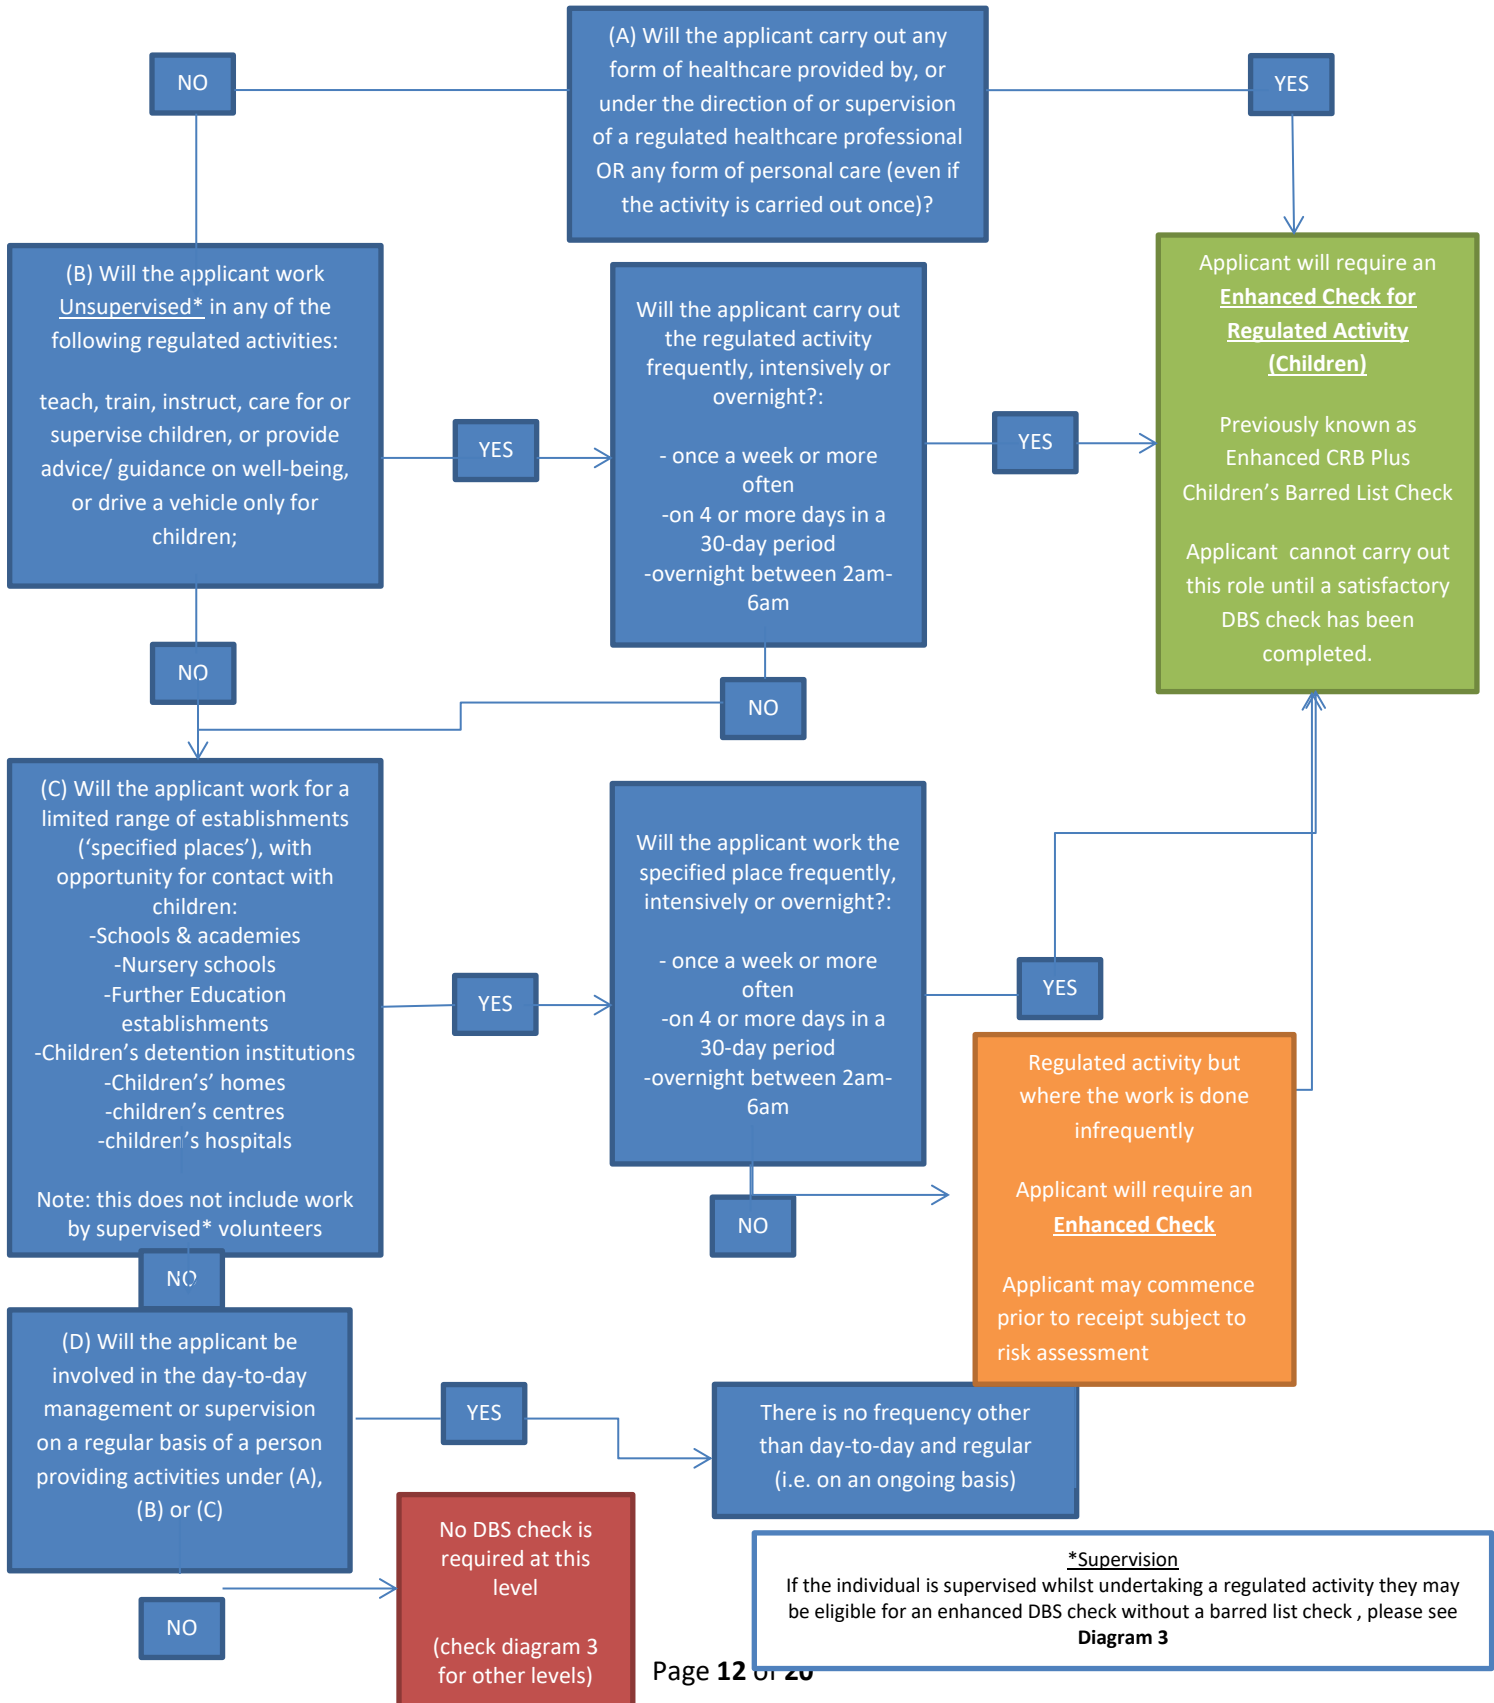 (A) Will the applicant carry out any
form of healthcare provided by, or
under the direction of or supervision
of a regulated healthcare professional
OR any form of personal care (even if
the activity is carried out once)?
NO
YES
(B) Will the applicant work
Unsupervised* in any of the
following regulated activities:
teach, train, instruct, care for or
supervise children, or provide
advice/ guidance on well-being,
or drive a vehicle only for
children;
YES
Will the applicant carry out
the regulated activity
frequently, intensively or
overnight?:
- once a week or more
often
-on 4 or more days in a
30-day period
-overnight between 2am-
6am
YES
Applicant will require an
Enhanced Check for
Regulated Activity
(Children)
Previously known as
Enhanced CRB Plus
Children's Barred List Check
Applicant cannot carry out
this role until a satisfactory
DBS check has been
completed.
NO
NO
(C) Will the applicant work for a
limited range of establishments
(‘specified places’), with
opportunity for contact with
children:
-Schools & academies
-Nursery schools
-Further Education
establishments
-Children’s detention institutions
-Children’s’ homes
-children’s centres
-children’s hospitals
Note: this does not include work
by supervised* volunteers
YES
Will the applicant work the
specified place frequently,
intensively or overnight?:
- once a week or more
often
-on 4 or more days in a
30-day period
-overnight between 2am-
6am
YES
NO
Regulated activity but
where the work is done
infrequently
Applicant will require an
Enhanced Check
Applicant may commence
prior to receipt subject to
risk assessment
NO
(D) Will the applicant be
involved in the day-to-day
management or supervision
on a regular basis of a person
providing activities under (A),
(B) or (C)
YES
There is no frequency other
than day-to-day and regular
(i.e. on an ongoing basis)
NO
No DBS check is
required at this
level
(check diagram 3
for other levels)
*Supervision
If the individual is supervised whilst undertaking a regulated activity they may
be eligible for an enhanced DBS check without a barred list check , please see
Diagram 3
Page 12 of 20